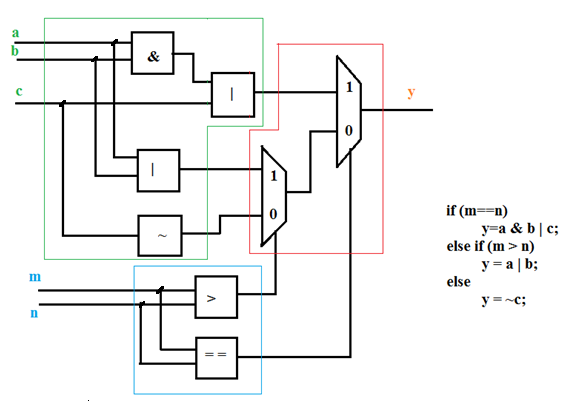 a
b
c
&
|
|
~
1
0
1
0
y
m
n
>
==
if (m==n)
y=a & b | c;
else if (m > n)
y = a | b;
else
y = ~c;